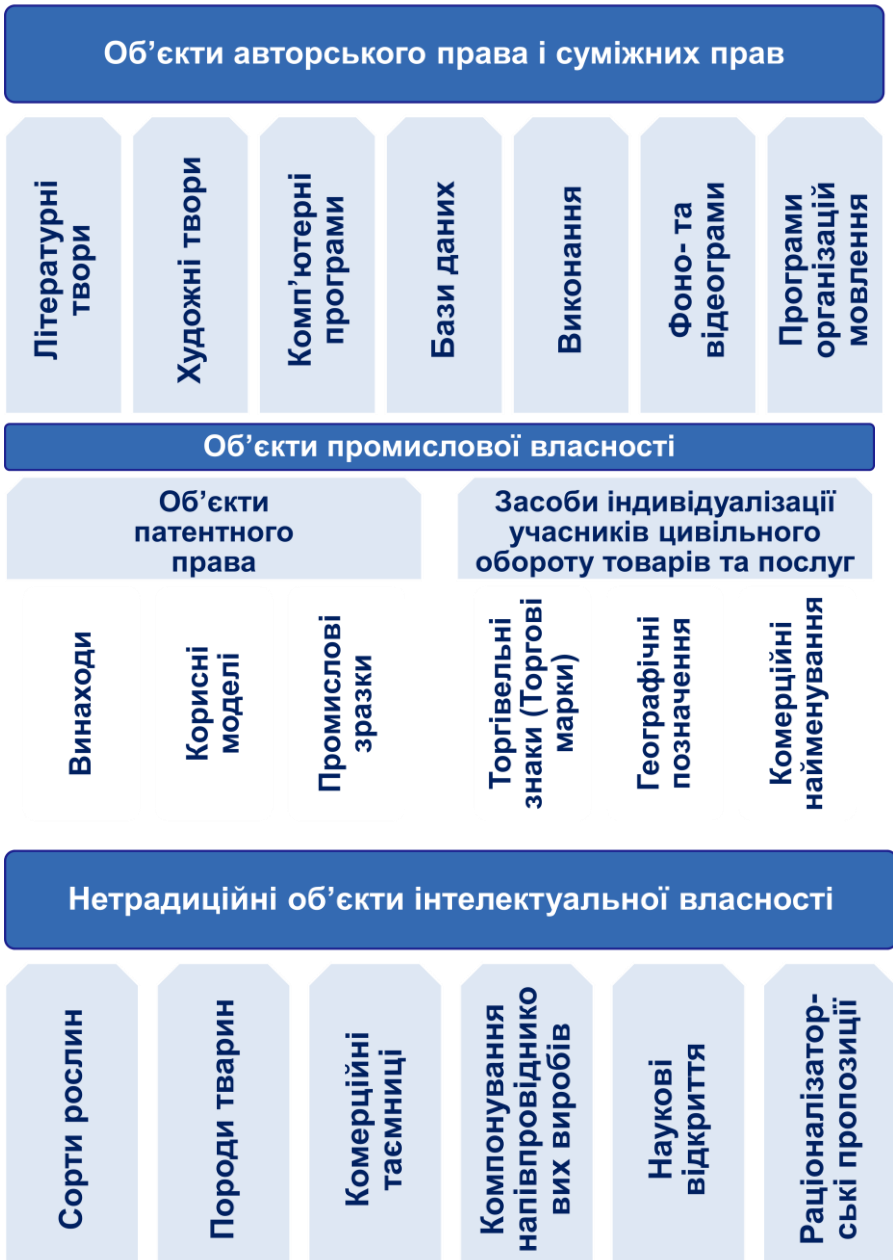 Об’єкти авторського права і суміжних прав
Літературні
твори
Художні твори
Комп’ютерні
програми
Бази даних
Виконання
Фоно- та
відеограми
Програми
організацій
мовлення
Об’єкти промислової власності
Об’єкти
патентного
права
Засоби індивідуалізації
учасників цивільного
обороту товарів та послуг
Винаходи
Корисні
моделі
Промислові
зразки
Торгівельні
знаки (Торгові
марки)
Географічні
позначення
Комерційні
найменування
Нетрадиційні об’єкти інтелектуальної власності
Сорти рослин
Породи тварин
Комерційні
таємниці
Компонування
напівпровіднико
вих виробів
Наукові
відкриття
Раціоналізатор-
ські пропозиції